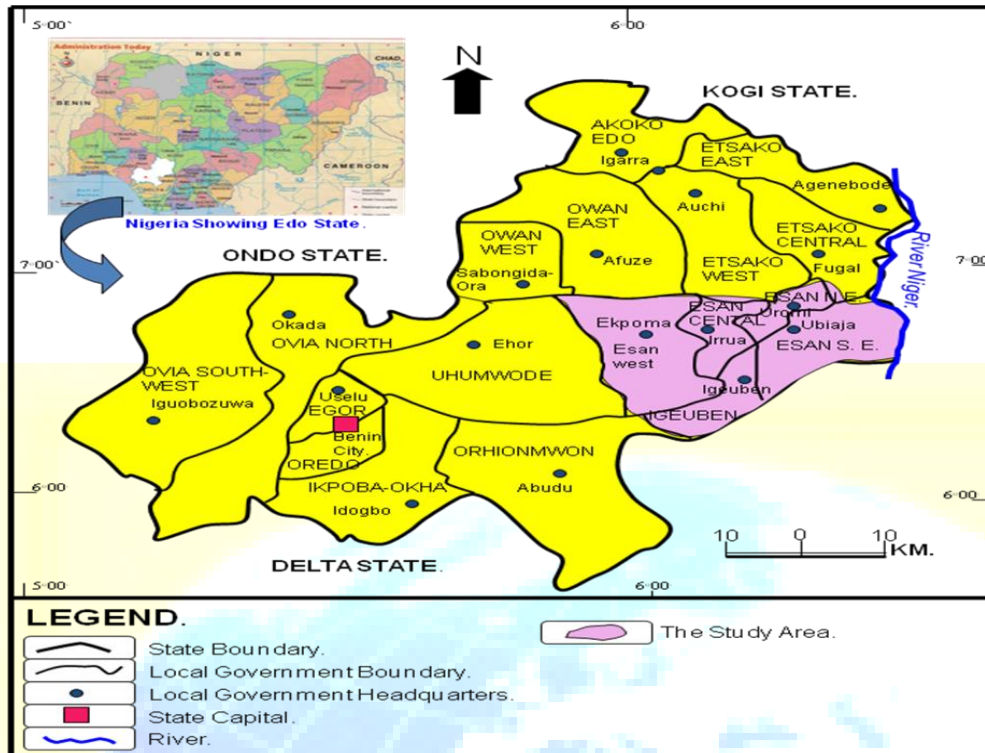 5°00'
6°00
Administration Today
NIGER
CHAD
BENIN
CAMEROON
Nigeria Showing Edo State.
N
KOGI STATE.
AKOKO
EDO
Igarra
ETSAKO
EAST
Agenebode
Auchi
OWAN
EAST
ETSAKO
CENTRAL
OWAN
WEST
Afuze
ETSAKO
WEST
Fugal
River Niger.
7°00'
7°00
ONDO STATE.
Sabongida-
Ora
ESAN N.E.
Uromi
ESAN
CENTAL
Ekpoma
Irrua
Ubiaja
Esan
west
ESAN S. E.
Okada
OVIA NORTH
Ehor
OVIA SOUTH-
WEST
UHUMWODE
Iguobozuwa
Uselu
EGOR
Igeuben
IGEUBEN
Benin
City.
OREDO
ORHIONMWON
IKPOBA-OKHA
Abudu
Idogbo
6°00
6°00
10 0 10
KM.
DELTA STATE.
5°00
6°00
LEGEND.
State Boundary.
The Study Area.
Local Government Boundary.
Local Government Headquarters.
State Capital.
River.